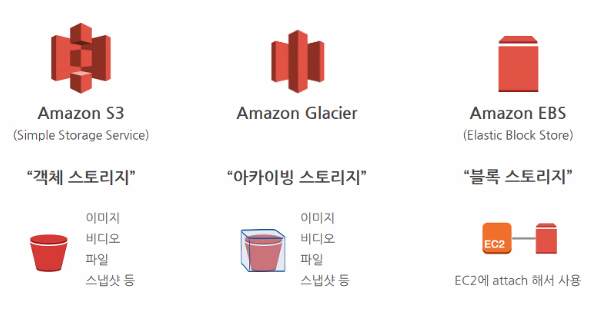 Amazon S3
(Simple Storage Service)
"객체 스토리지"
이미지
비디오
파일
스냅샷 등
Amazon Glacier
"아카이빙 스토리지"
이미지
비디오
파일
스냅샷 등
Amazon EBS
(Elastic Block Store)
"블록 스토리지"
EC2
EC2에 attach 해서 사용